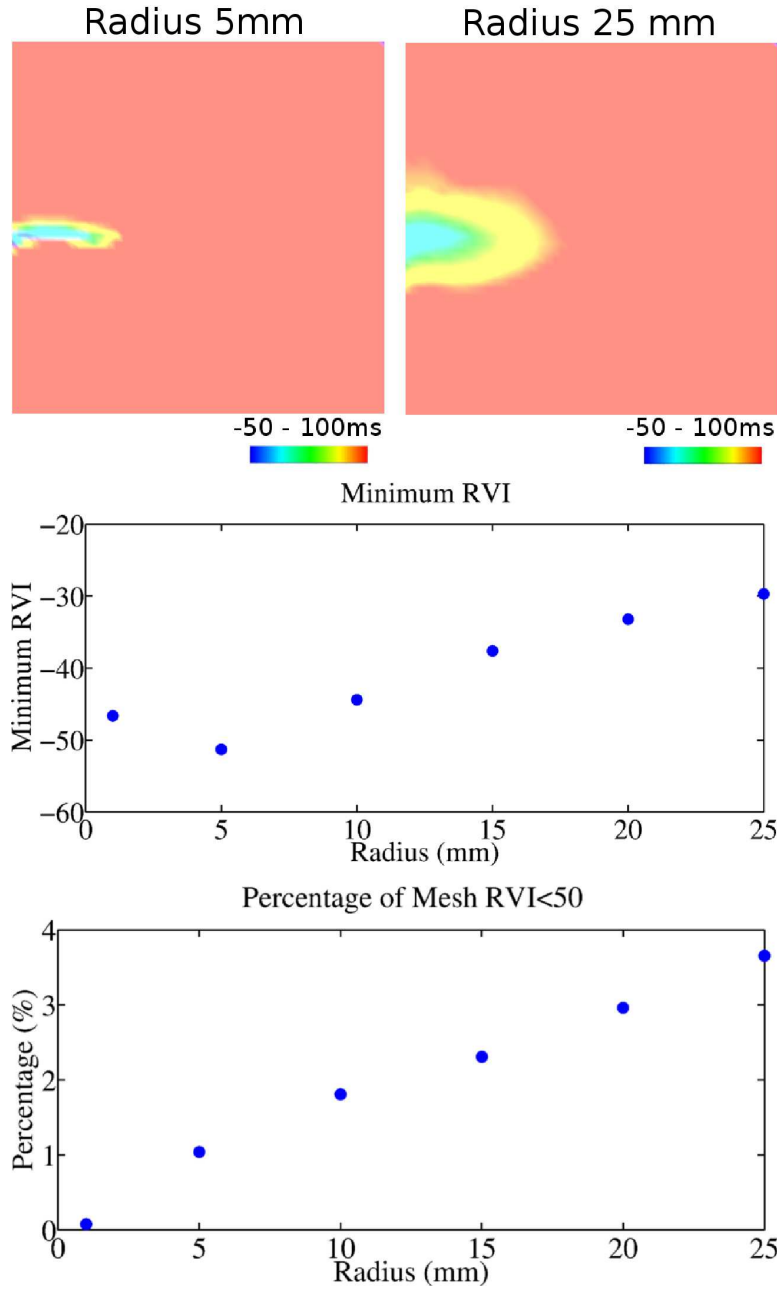 Radius 5mm
Radius 25 mm
-50 - 100ms
-50 - 100ms
Minimum RVI
Minimum RVI
−20
−30
−40
−50
−60
0 5 10 15 20 25
Radius (mm)
Percentage of Mesh RVI<50
Percentage (%)
4
3
2
1
0
0 5 10 15 20 25
Radius (mm)